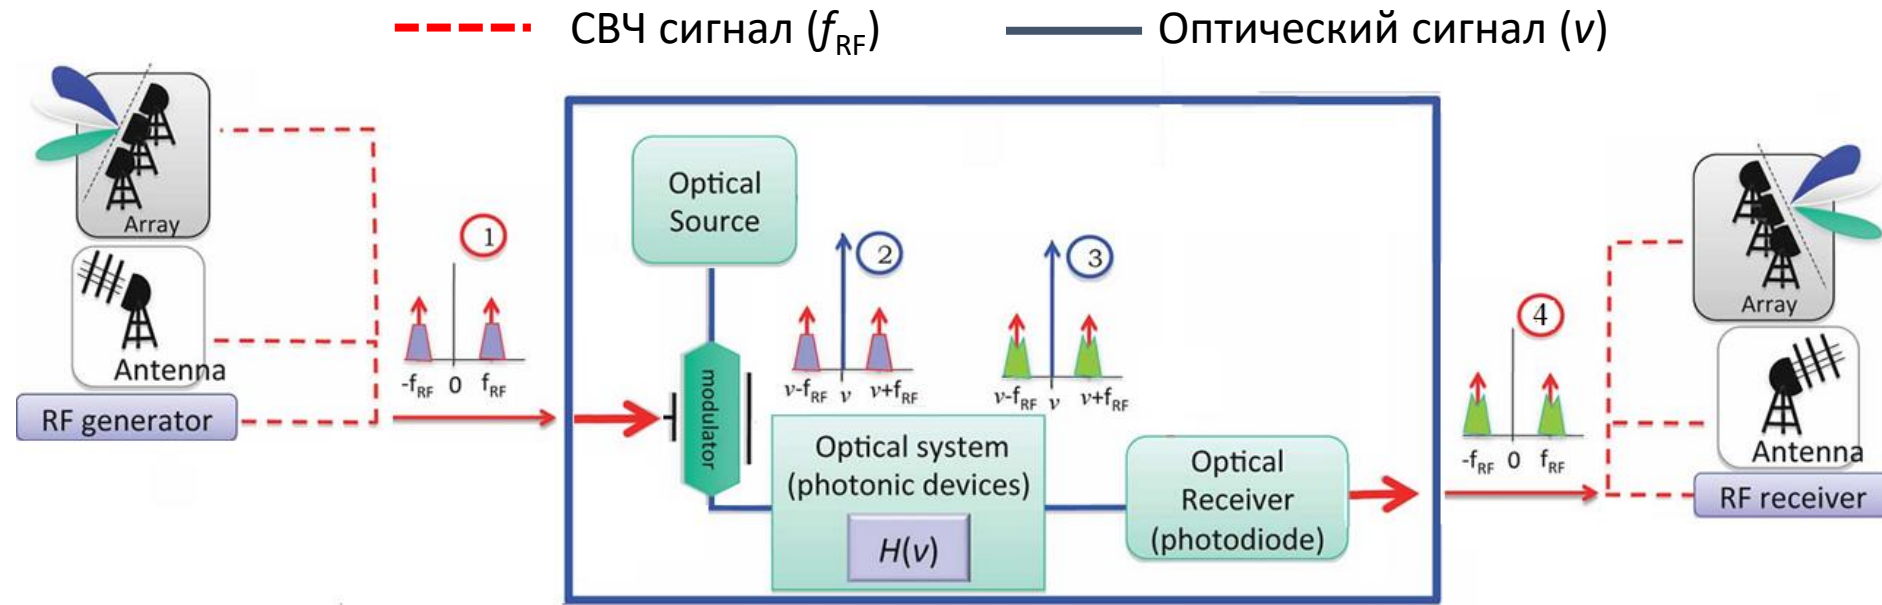 СВЧ сигнал (fRF)
Оптический сигнал (ν)
Array
Antenna
RF generator
1
-fRF 0 fRF
Optical
Source
modulator
2
ν-fRF ν ν+fRF
3
ν-fRF ν ν+fRF
Optical system
(photonic devices)
H(ν)
Optical
Receiver
(photodiode)
4
-fRF 0 fRF
Array
Antenna
RF receiver